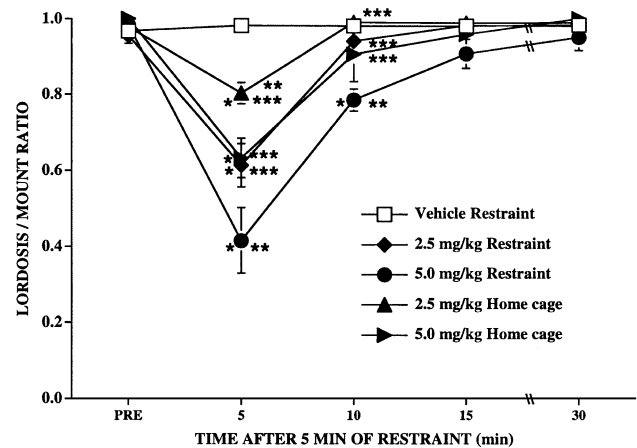 1.0
0.8
0.6
0.4
0.2
0.0
LORDOSIS / MOUNT RATIO
***
***
***
**
* ***
* **
* ***
* ***
* **
Vehicle Restraint
2.5 mg/kg Restraint
5.0 mg/kg Restraint
2.5 mg/kg Home cage
5.0 mg/kg Home cage
PRE 5 10 15 30
TIME AFTER 5 MIN OF RESTRAINT (min)